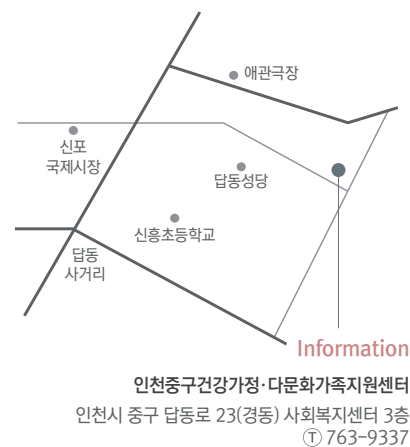 애관극장
신포
국제시장
답동성당
신흥초등학교
답동
사거리
Information
인천중구건강가정·다문화가족지원센터
인천시 중구 답동로 23(경동) 사회복지센터 3층
Ⓣ 763-9337